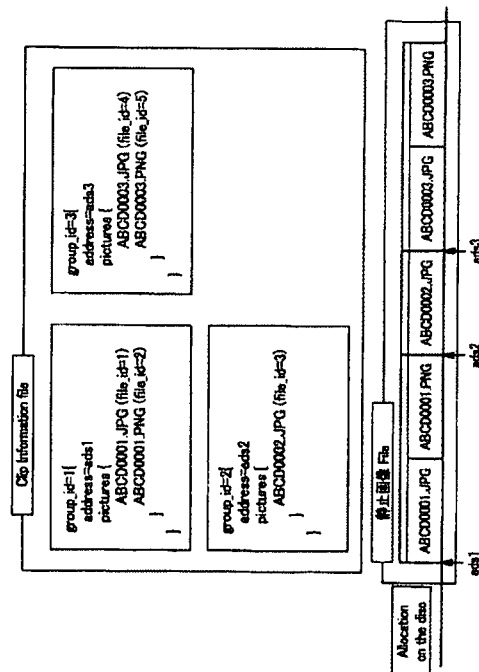 Clip Information file
group_id=1{
address=ads1
pictures {
ABCD0001.JPG (file_id=1)
ABCD0001.PNG (file_id=2)
}
}
group_id=2{
address=ads2
pictures {
ABCD0002.JPG (file_id=3)
}
}
group_id=3{
address=ads3
pictures {
ABCD0003.JPG (file_id=4)
ABCD0003.PNG (file_id=5)
}
}
静止画像 File
Allocation
on the disc
ABCD0001.JPG
ABCD0001.PNG
ABCD0002.JPG
ABCD0003.JPG
ABCD0003.PNG
ads1
ads2
ads3